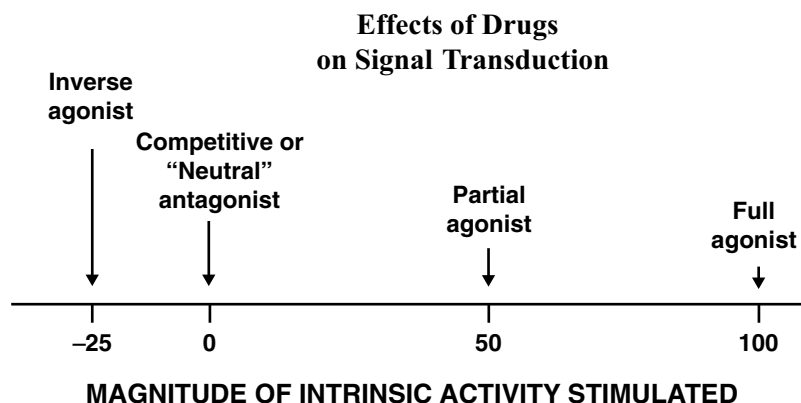 Effects of Drugs
on Signal Transduction
Inverse
agonist
Competitive or
“Neutral”
antagonist
Partial
agonist
Full
agonist
–25
0
50
100
MAGNITUDE OF INTRINSIC ACTIVITY STIMULATED